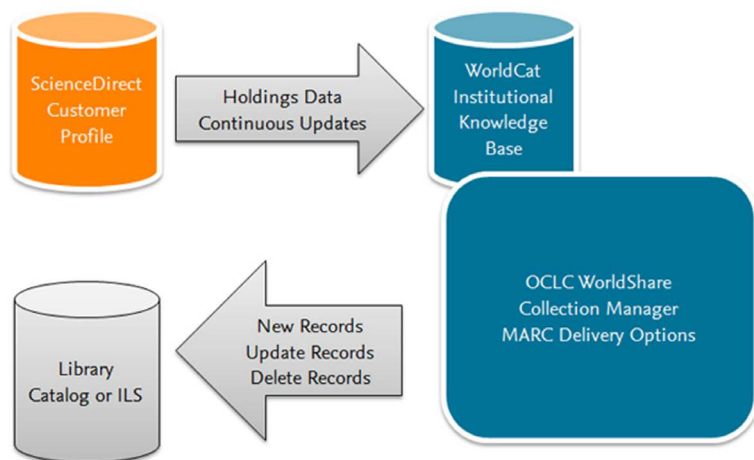 ScienceDirect
Customer
Profile
Holdings Data
Continuous Updates
WorldCat
Institutional
Knowledge
Base
OCLC WorldShare
Collection Manager
MARC Delivery Options
New Records
Update Records
Delete Records
Library
Catalog or ILS